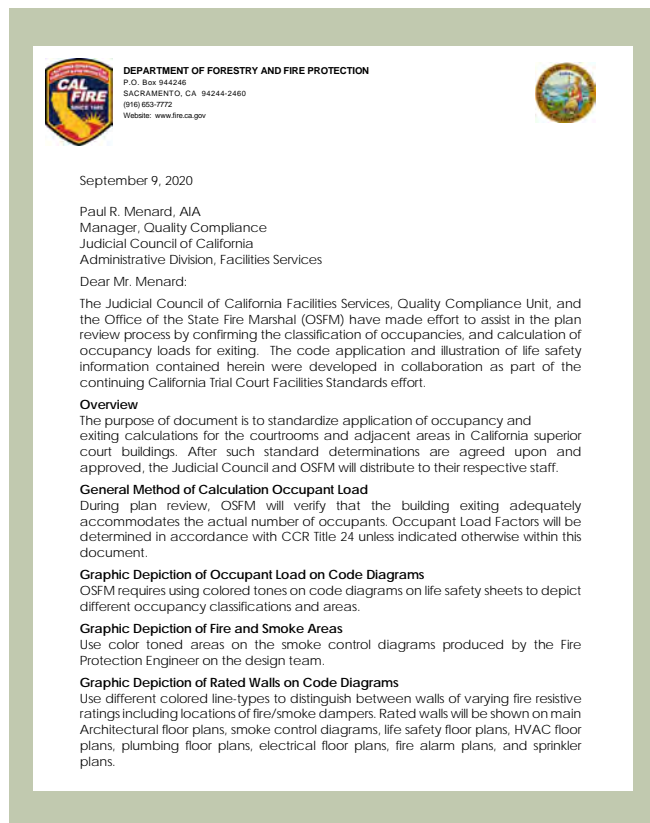 CALIFORNIA DEPARTMENT OF
FORESTRY & FIRE PROTECTION
CAL
FIRE
SINCE 1885
DEPARTMENT OF FORESTRY AND FIRE PROTECTION
P.O. Box 944246
SACRAMENTO, CA 94244-2460
(916) 653-7772
Website: www.fire.ca.gov
September 9, 2020
Paul R. Menard, AIA
Manager, Quality Compliance
Judicial Council of California
Administrative Division, Facilities Services
Dear Mr. Menard:
The Judicial Council of California Facilities Services, Quality Compliance Unit, and
the Office of the State Fire Marshal (OSFM) have made effort to assist in the plan
review process by confirming the classification of occupancies, and calculation of
occupancy loads for exiting. The code application and illustration of life safety
information contained herein were developed in collaboration as part of the
continuing California Trial Court Facilities Standards effort.
Overview
The purpose of document is to standardize application of occupancy and
exiting calculations for the courtrooms and adjacent areas in California superior
court buildings. After such standard determinations are agreed upon and
approved, the Judicial Council and OSFM will distribute to their respective staff.
General Method of Calculation Occupant Load
During plan review, OSFM will verify that the building exiting adequately
accommodates the actual number of occupants. Occupant Load Factors will be
determined in accordance with CCR Title 24 unless indicated otherwise within this
document.
Graphic Depiction of Occupant Load on Code Diagrams
OSFM requires using colored tones on code diagrams on life safety sheets to depict
different occupancy classifications and areas.
Graphic Depiction of Fire and Smoke Areas
Use color toned areas on the smoke control diagrams produced by the Fire
Protection Engineer on the design team.
Graphic Depiction of Rated Walls on Code Diagrams
Use different colored line-types to distinguish between walls of varying fire resistive
ratings including locations of fire/smoke dampers. Rated walls will be shown on main
Architectural floor plans, smoke control diagrams, life safety floor plans, HVAC floor
plans, plumbing floor plans, electrical floor plans, fire alarm plans, and sprinkler
plans.